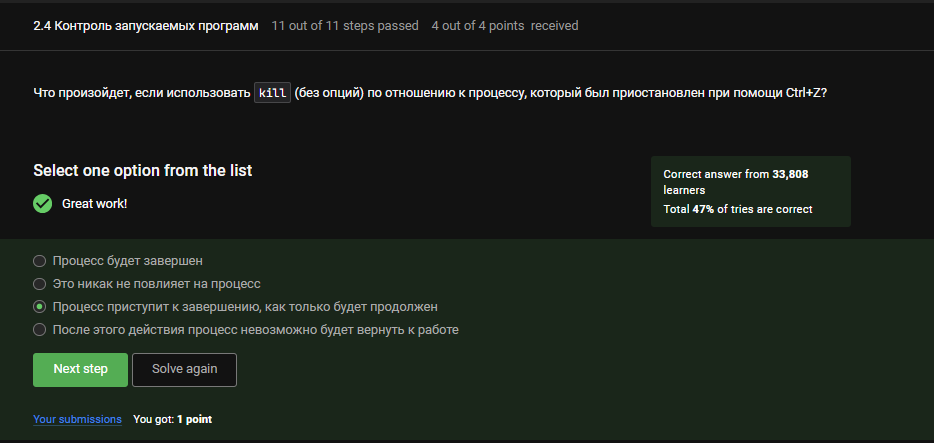 2.4 Контроль запускаемых программ 11 out of 11 steps passed 4 out of 4 points received
Что произойдет, если использовать kill (без опций) по отношению к процессу, который был приостановлен при помощи Ctrl+Z?
Select one option from the list
Great work!
Correct answer from 33,808
learners
Total 47% of tries are correct
Процесс будет завершен
Это никак не повлияет на процесс
Процесс приступит к завершению, как только будет продолжен
После этого действия процесс невозможно будет вернуть к работе
Next step Solve again
Your submissions You got: 1 point